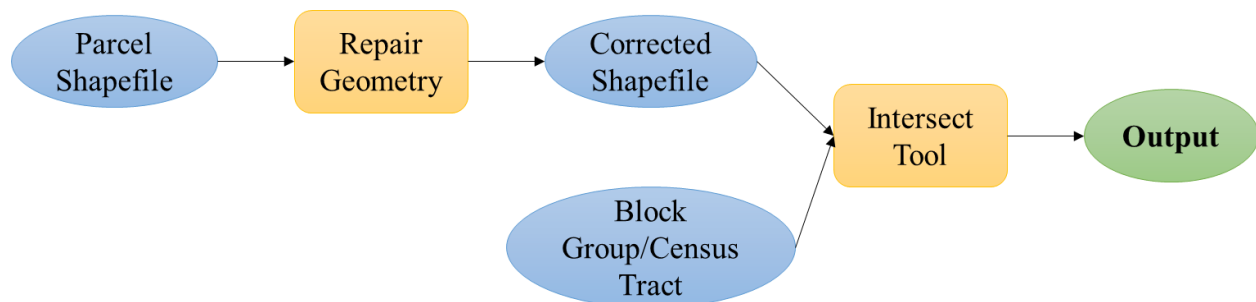 Parcel
Shapefile
Repair
Geometry
Corrected
Shapefile
Block
Group/Census
Tract
Intersect
Tool
Output